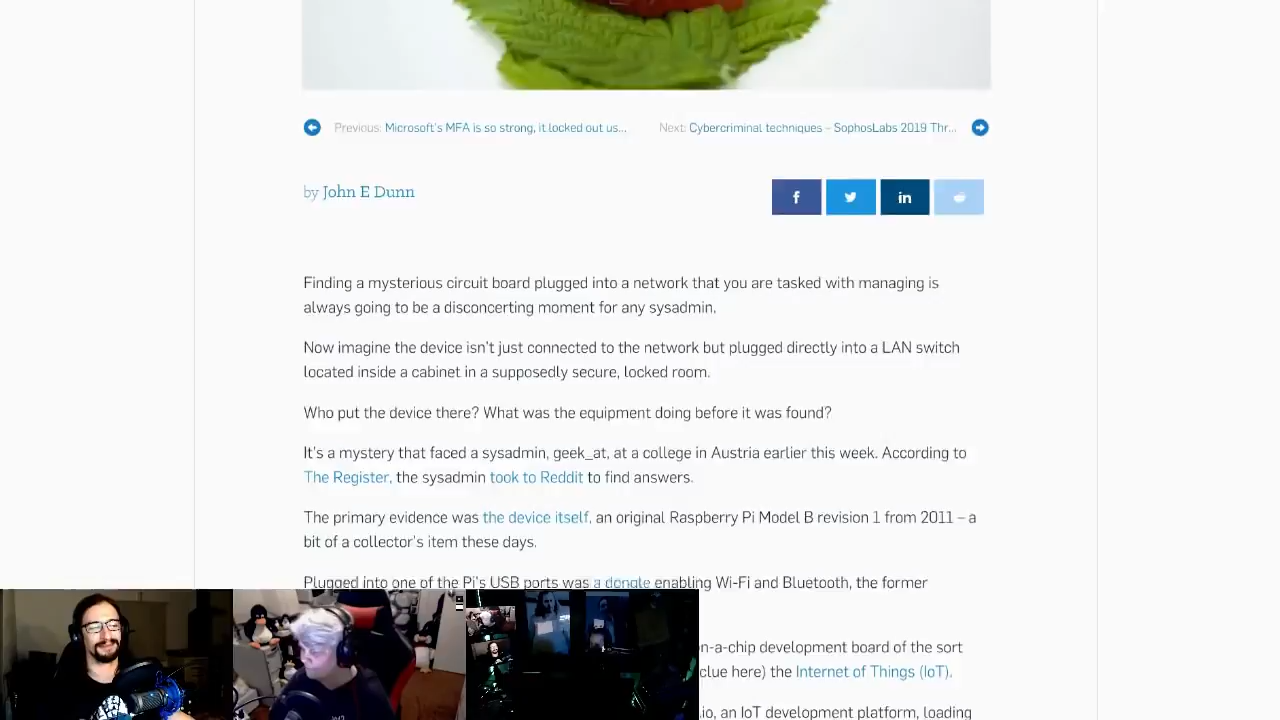 Previous: Microsoft's MFA is so strong, it locked out us...
Next: Cybercriminal techniques – SophosLabs 2019 Thr...
by John E Dunn
f
in
Finding a mysterious circuit board plugged into a network that you are tasked with managing is
always going to be a disconcerting moment for any sysadmin.
Now imagine the device isn't just connected to the network but plugged directly into a LAN switch
located inside a cabinet in a supposedly secure, locked room.
Who put the device there? What was the equipment doing before it was found?
It's a mystery that faced a sysadmin, geek_at, at a college in Austria earlier this week. According to
The Register, the sysadmin took to Reddit to find answers.
The primary evidence was the device itself, an original Raspberry Pi Model B revision 1 from 2011 – a
bit of a collector's item these days.
Plugged into one of the Pi's USB ports was a dongle enabling Wi-Fi and Bluetooth, the former
n-a-chip development board of the sort
clue here) the Internet of Things (IoT).
.io, an IoT development platform, loading